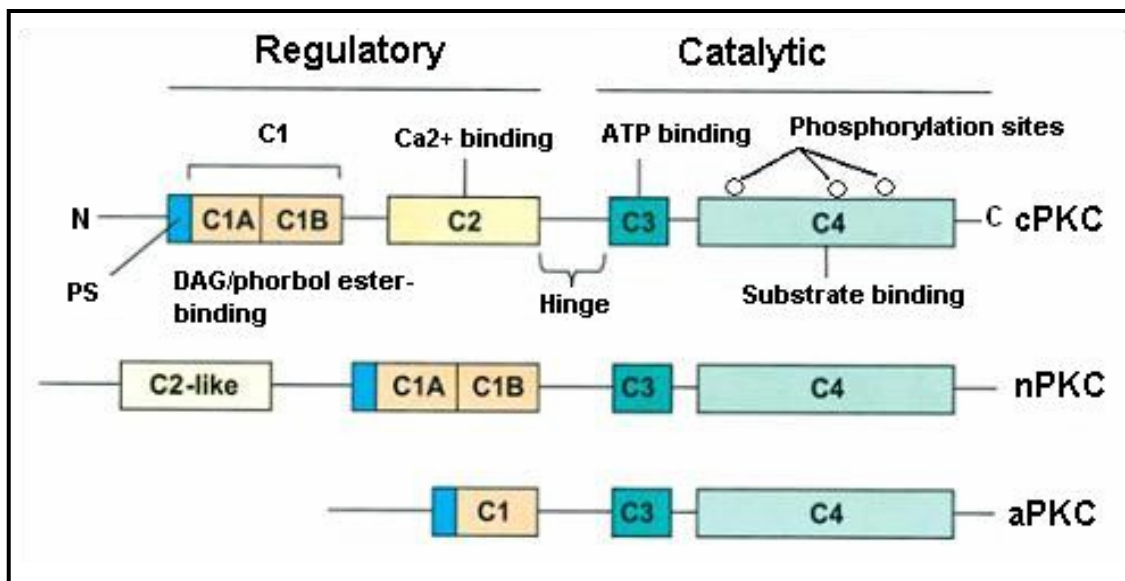 Regulatory
Catalytic
C1
Ca2+ binding
ATP binding
Phosphorylation sites
N
C1A
C1B
C2
C3
C4
C
cPKC
PS
DAG/phorbol ester-
binding
Hinge
Substrate binding
C2-like
C1A
C1B
C3
C4
nPKC
C1
C3
C4
aPKC